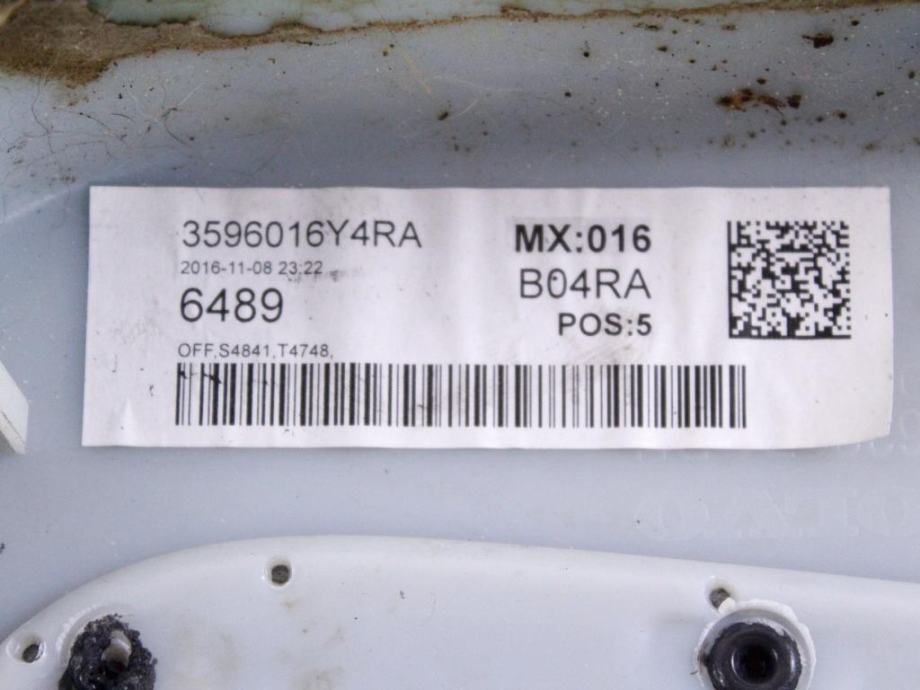 3596016Y4RA
2016-11-08 23:22
6489
OFF,S4841,T4748,
MX:016
B04RA
POS:5